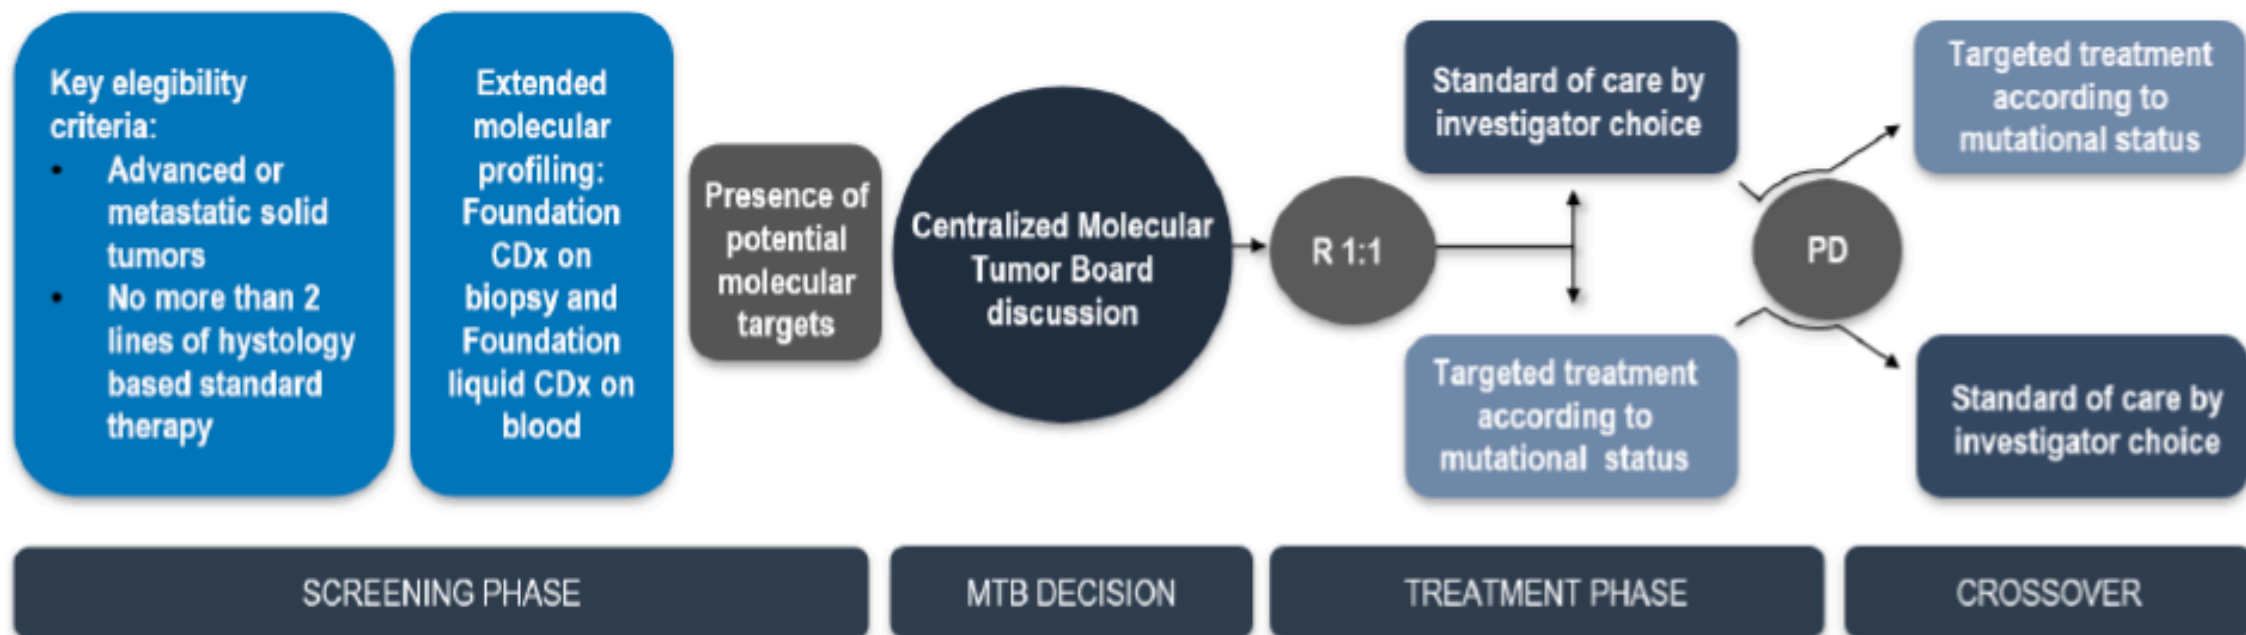 Key elegibility
criteria:
• Advanced or
metastatic solid
tumors
• No more than 2
lines of hystology
based standard
therapy
Extended
molecular
profiling:
Foundation
CDx on
biopsy and
Foundation
liquid CDx on
blood
Presence of
potential
molecular
targets
Centralized Molecular
Tumor Board
discussion
R 1:1
Standard of care by
investigator choice
Targeted treatment
according to
mutational status
PD
Targeted treatment
according to
mutational status
Standard of care by
investigator choice
SCREENING PHASE
MTB DECISION
TREATMENT PHASE
CROSSOVER